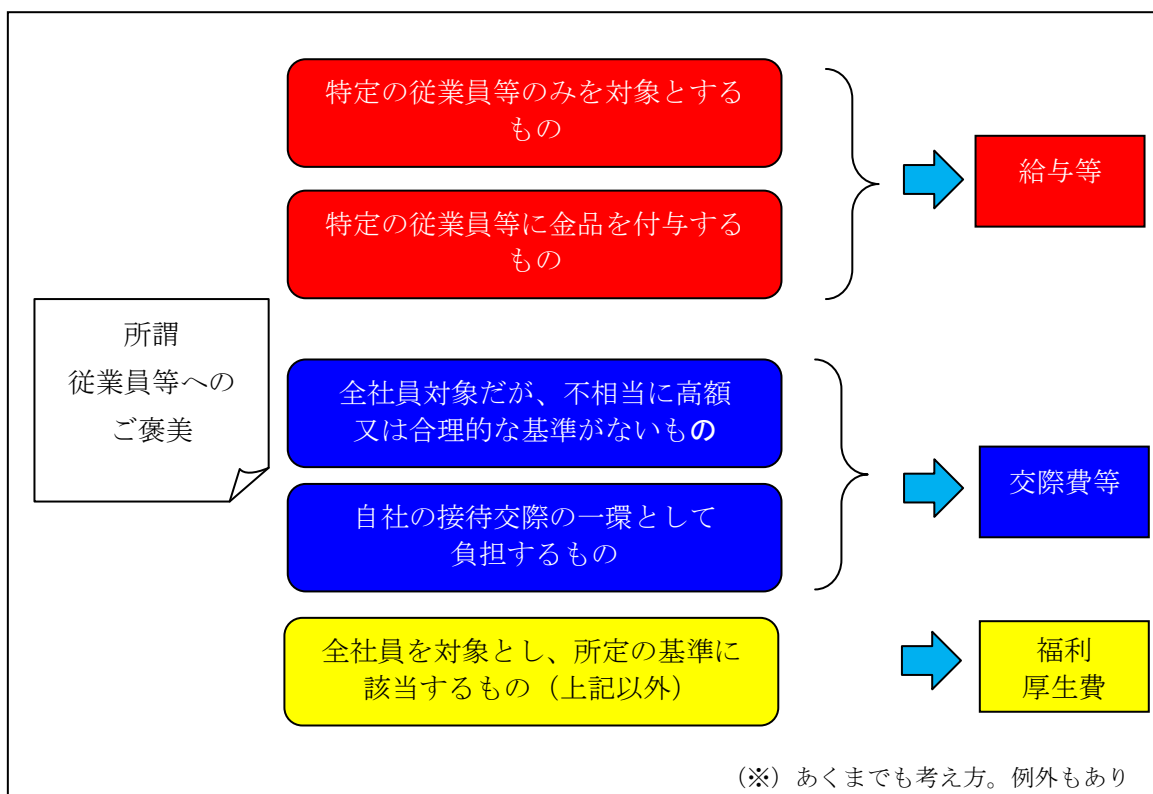 特定の従業員等のみを対象とする
もの
特定の従業員等に金品を付与する
もの
給与等
所謂
従業員等への
ご褒美
全社員対象だが、不相当に高額
又は合理的な基準がないもの
自社の接待交際の一環として
負担するもの
交際費等
全社員を対象とし、所定の基準に
該当するもの（上記以外）
福利
厚生費
（※）あくまでも考え方。例外もあり